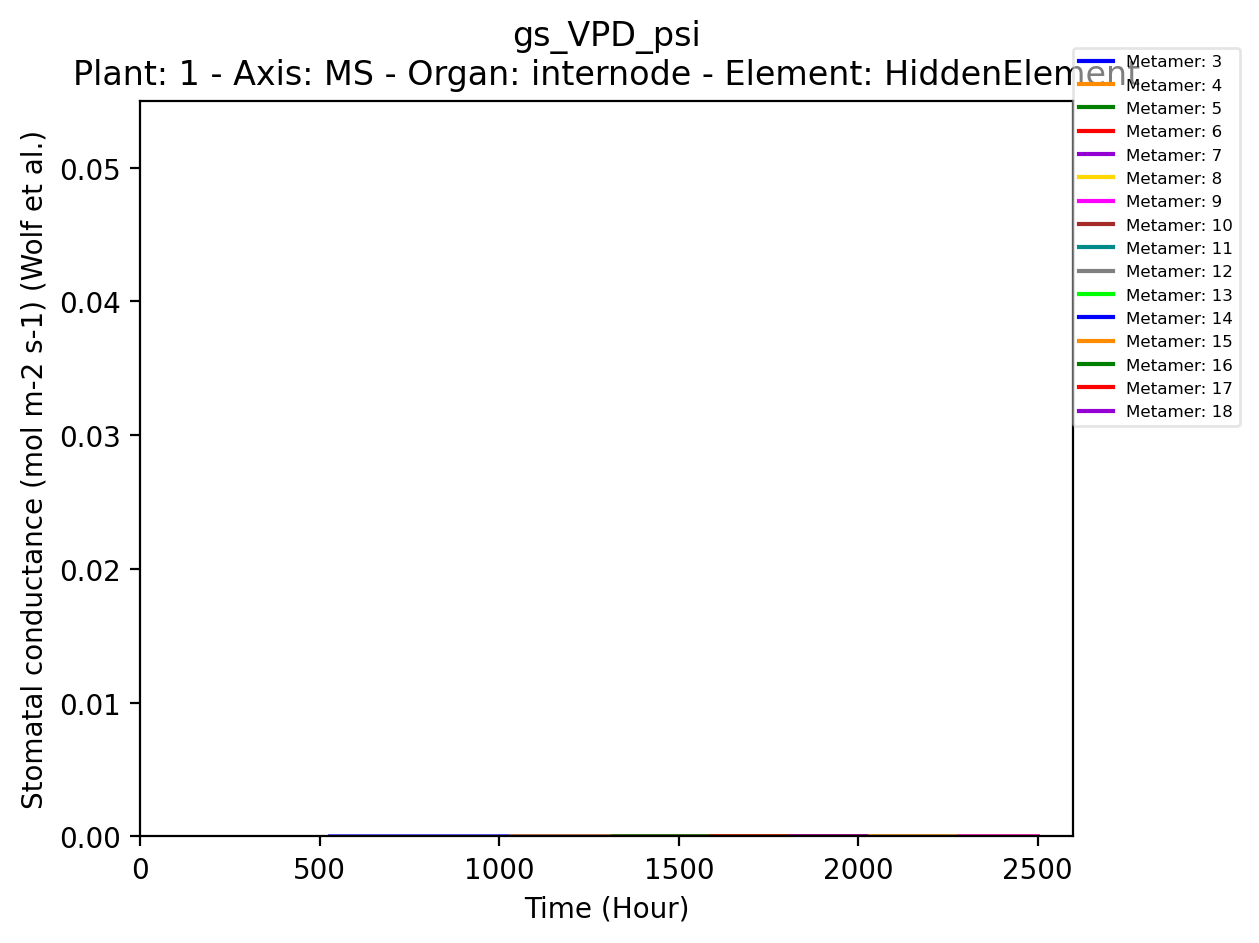 gs_VPD_psi
Plant: 1 - Axis: MS - Organ: internode - Element: HiddenElement
Metamer: 3
Metamer: 4
Metamer: 5
Metamer: 6
Metamer: 7
Metamer: 8
Metamer: 9
Metamer: 10
Metamer: 11
Metamer: 12
Metamer: 13
Metamer: 14
Metamer: 15
Metamer: 16
Metamer: 17
Metamer: 18
Stomatal conductance (mol m-2 s-1) (Wolf et al.)
0.05
0.04
0.03
0.02
0.01
0.00
0 500 1000 1500 2000 2500
Time (Hour)